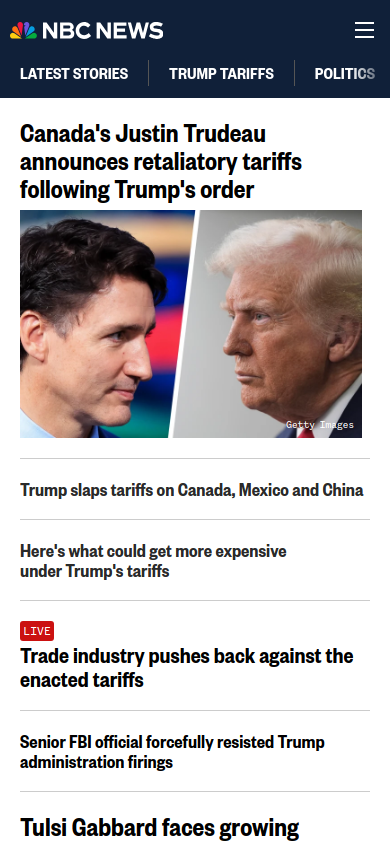 NBC NEWS
LATEST STORIES
TRUMP TARIFFS
POLITICS
Canada's Justin Trudeau
announces retaliatory tariffs
following Trump's order
Getty Images
Trump slaps tariffs on Canada, Mexico and China
Here's what could get more expensive
under Trump's tariffs
LIVE
Trade industry pushes back against the
enacted tariffs
Senior FBI official forcefully resisted Trump
administration firings
Tulsi Gabbard faces growing